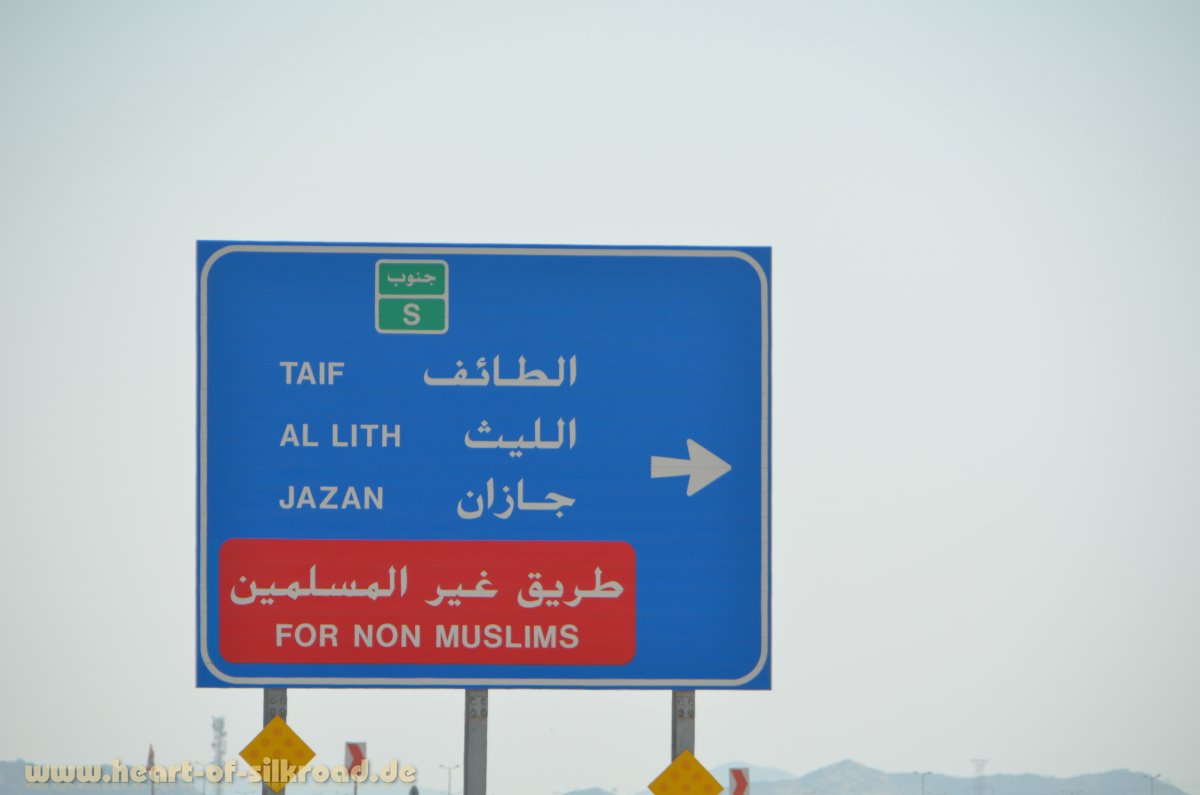 جنوب
S
TAIF الطائف
AL LITH الليث
JAZAN جازان
طريق غير المسلمين
FOR NON MUSLIMS
www.heart-of-silkroad.de